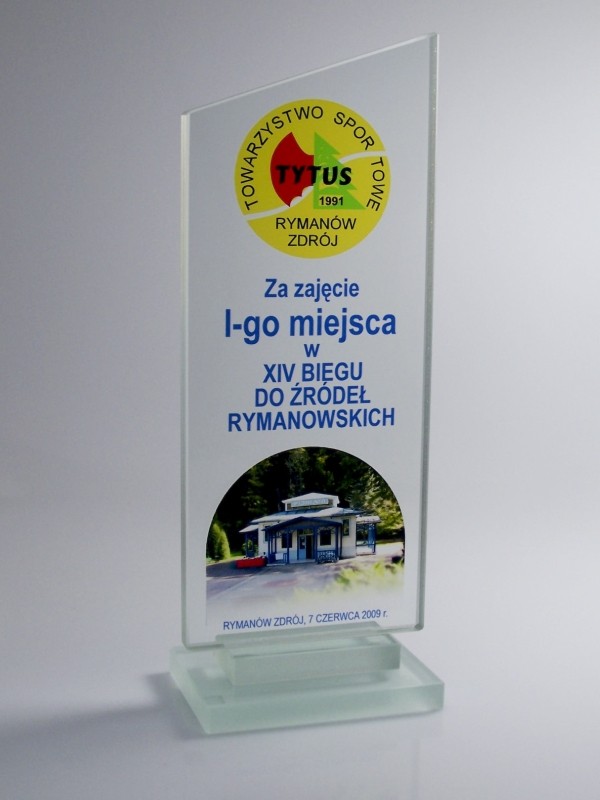 TOWARZYSTWO SPORTOWE
TYTUS
1991
RYMANÓW
ZDRÓJ
Za zajęcie
I-go miejsca
w
XIV BIEGU
DO ŹRÓDEŁ
RYMANOWSKICH
RYMANÓW ZDRÓJ, 7 CZERWCA 2009 r.